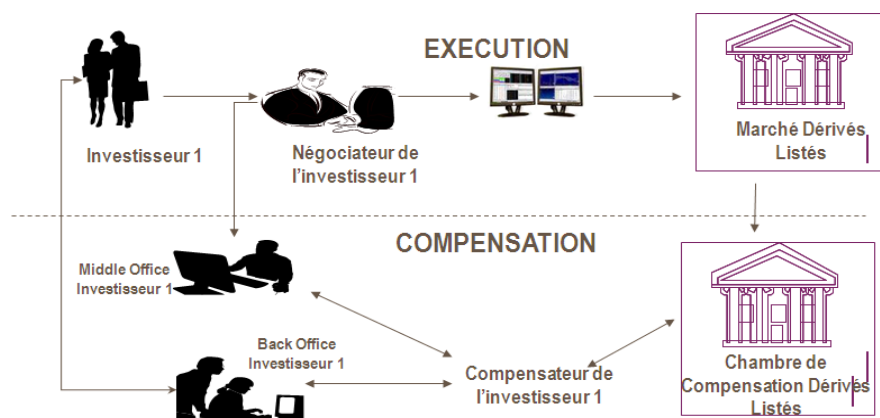 EXECUTION
Investisseur 1
Négociateur de
l'investisseur 1
Marché Dérivés
Listés
COMPENSATION
Middle Office
Investisseur 1
Back Office
Investisseur 1
Compensateur de
l'investisseur 1
Chambre de
Compensation Dérivés
Listés